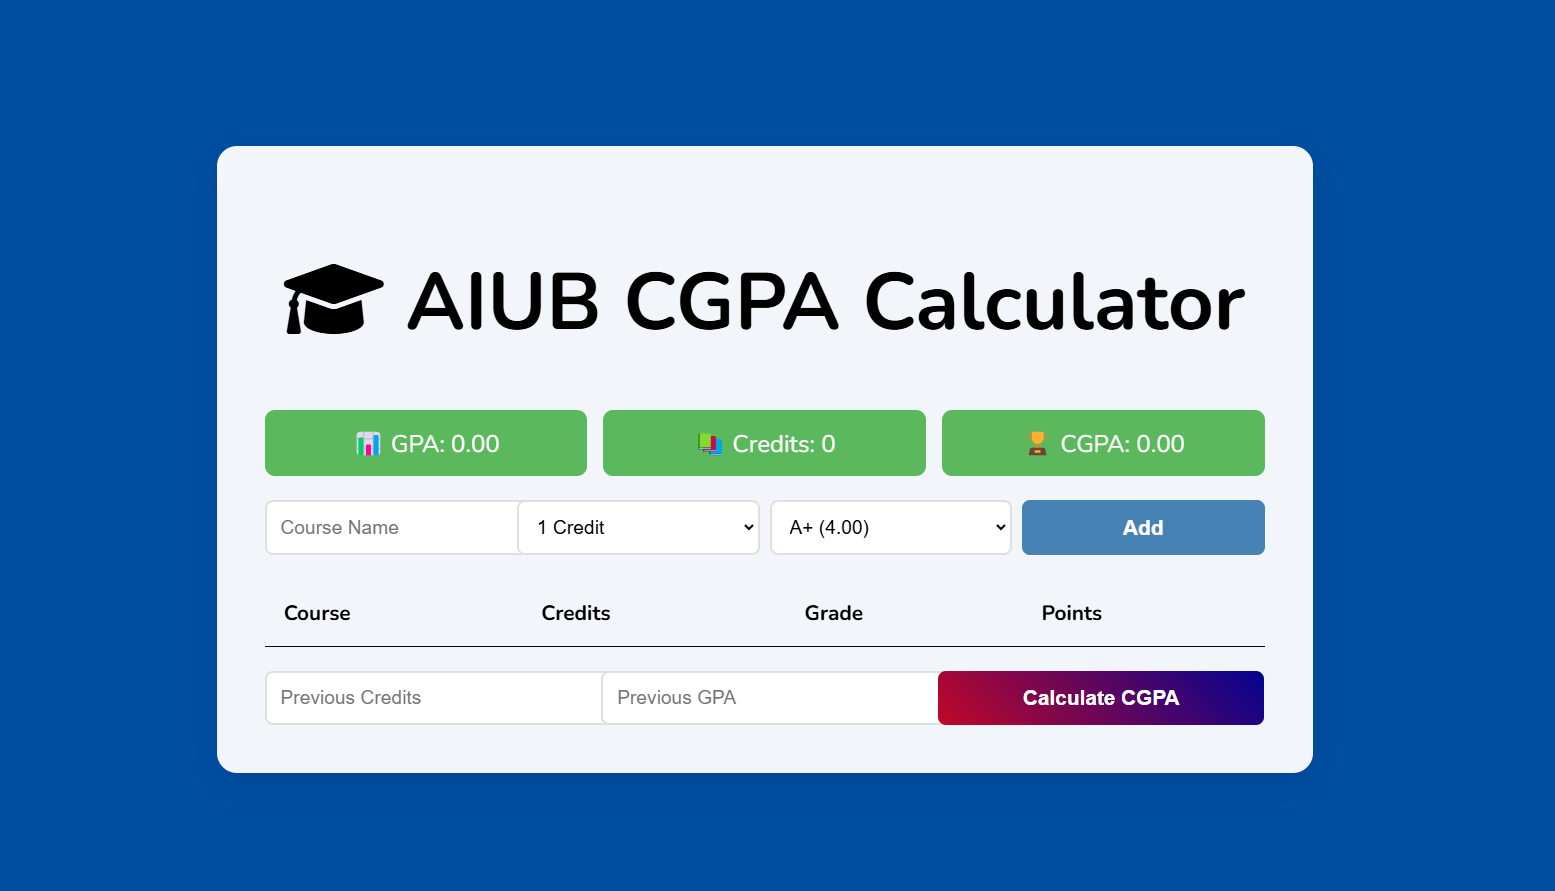 AIUB CGPA Calculator
GPA: 0.00
Credits: 0
CGPA: 0.00
Course Name
1 Credit
A+ (4.00)
Add
Course Credits Grade Points
Previous Credits
Previous GPA
Calculate CGPA